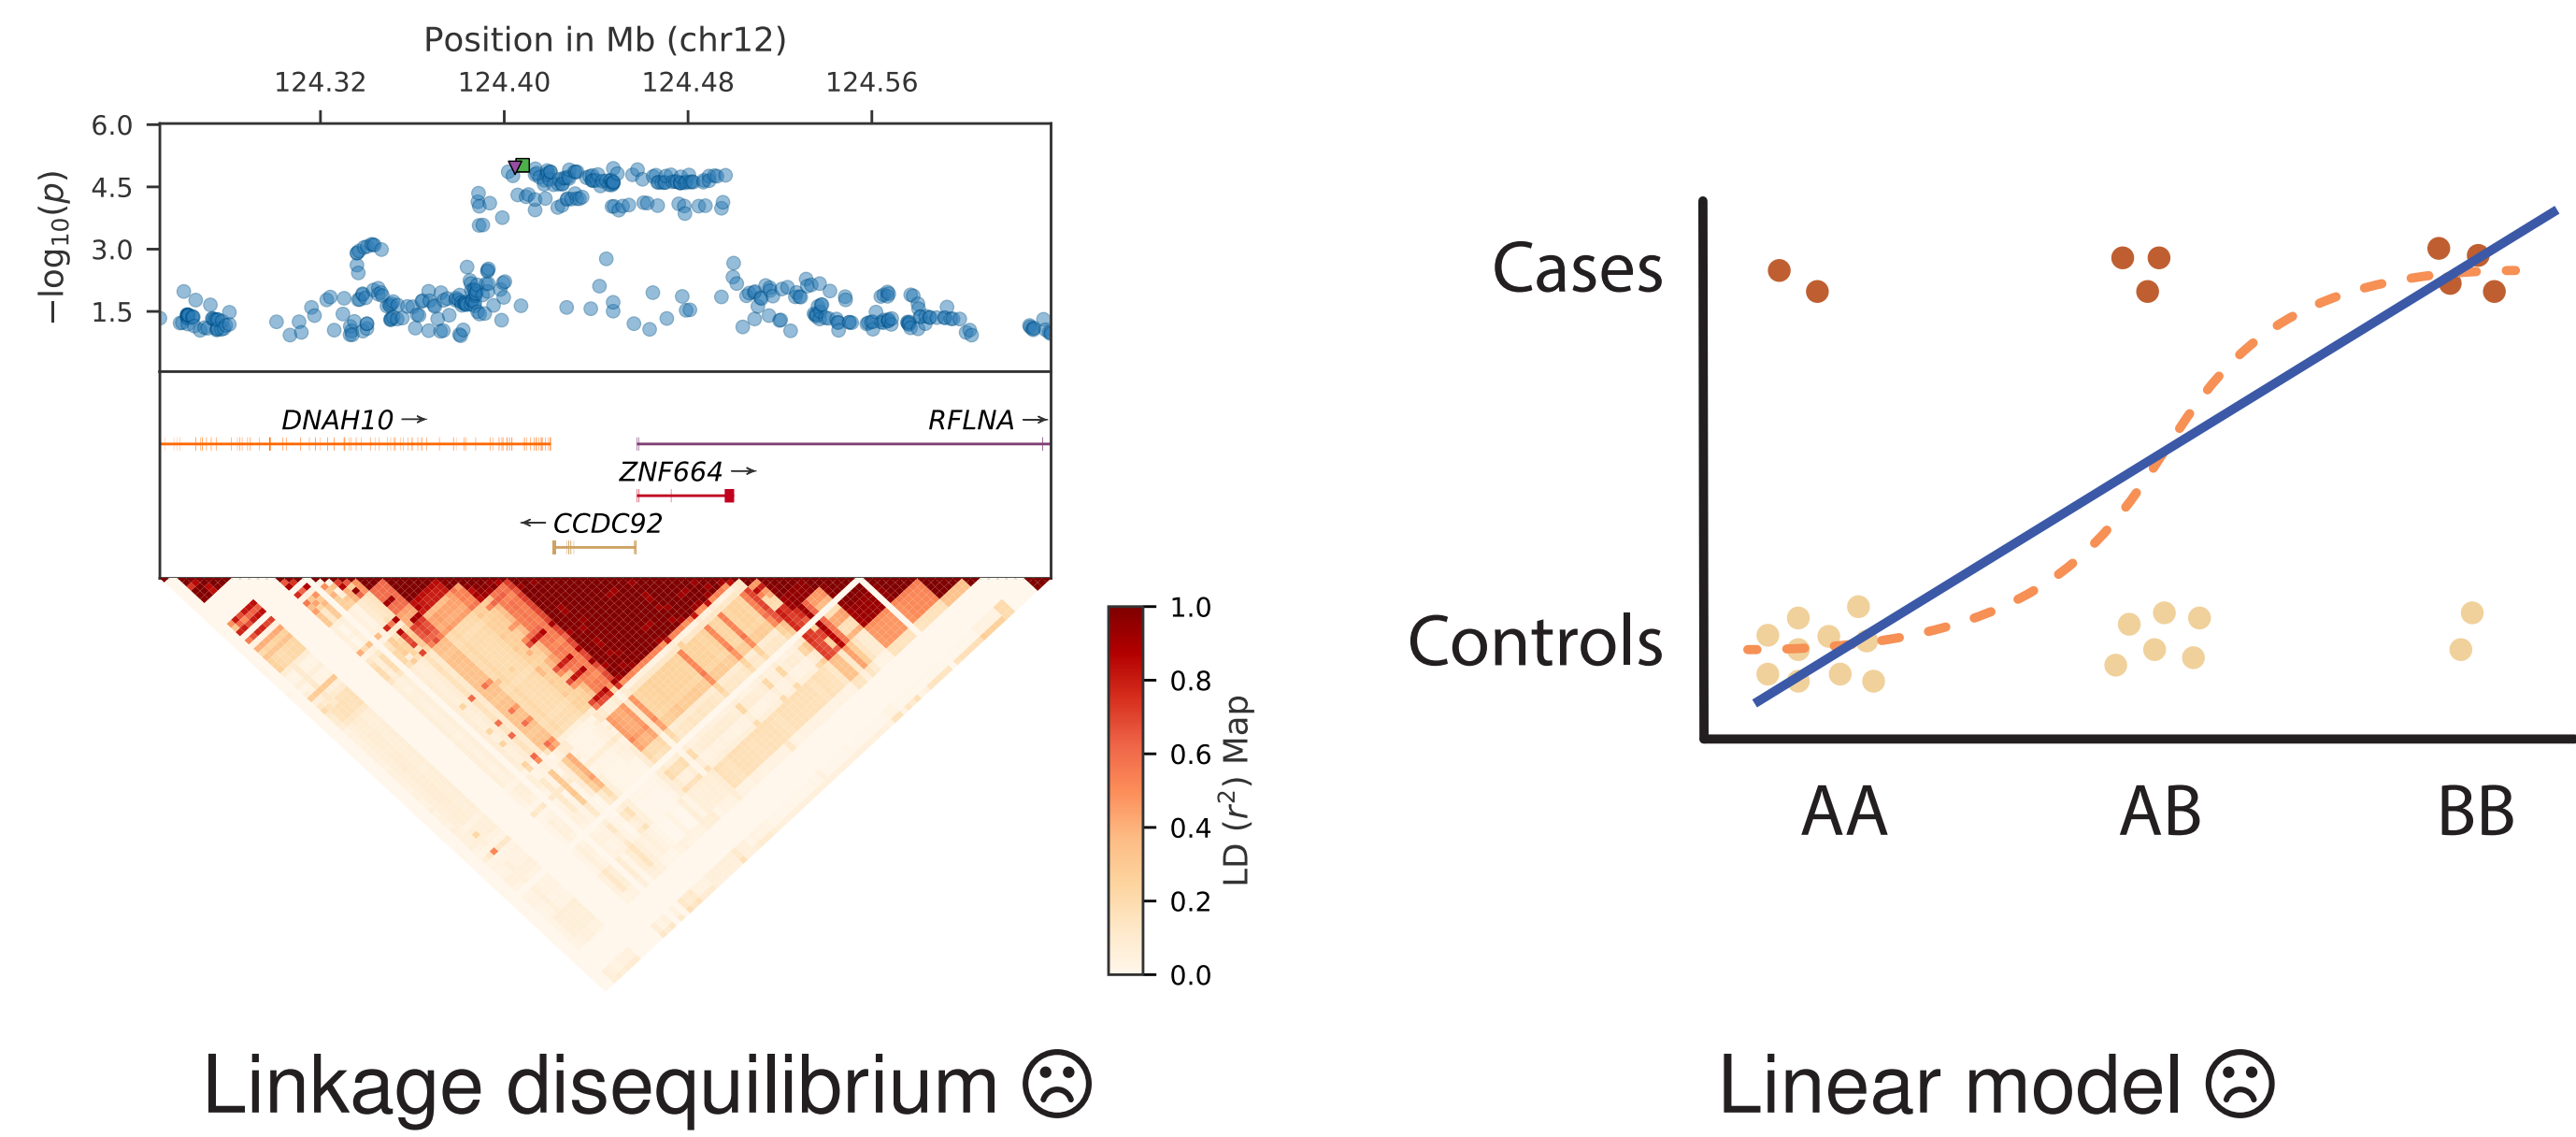 Position in Mb (chr12)
124.32 124.40 124.48 124.56
6.0
4.5
3.0
1.5
−log10(p)
DNAH10 →
RFLNA →
ZNF664 →
← CCDC92
1.0
0.8
0.6
0.4
0.2
0.0
LD (r²) Map
Linkage disequilibrium ☹
Cases
Controls
AA AB BB
Linear model ☹